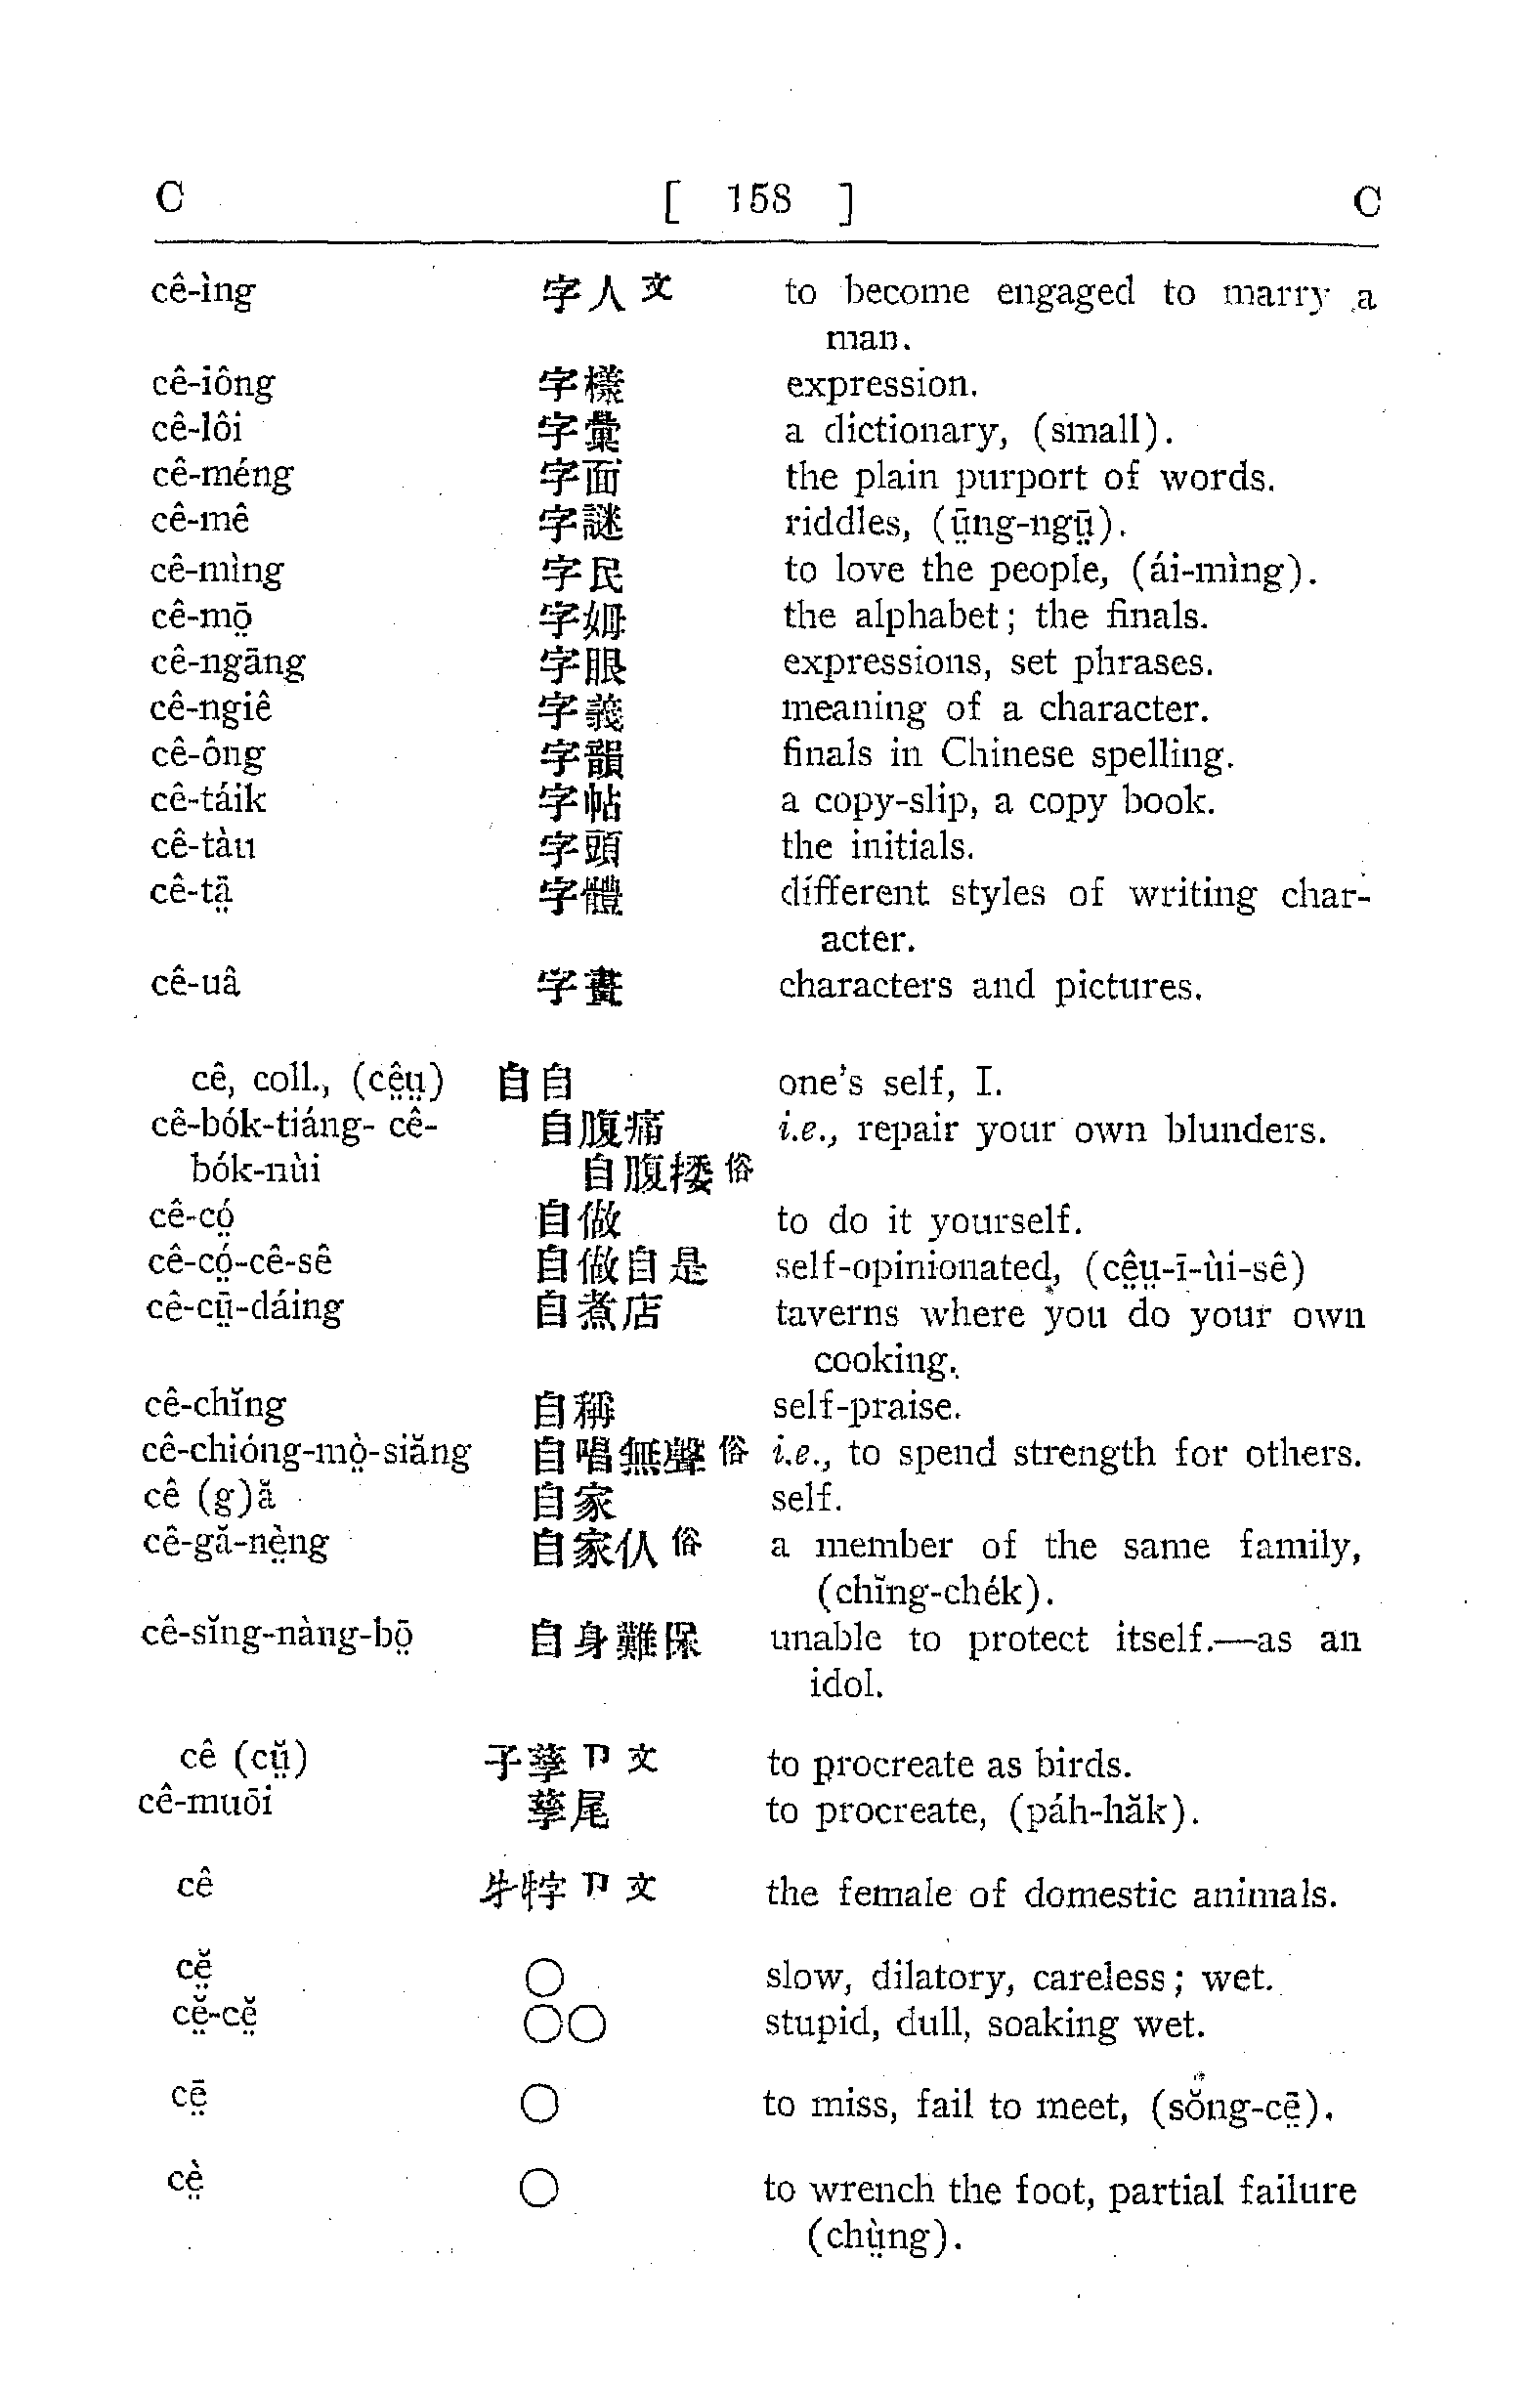 C [ 158 ] C
cê-ìng 字人文 to become engaged to marry a
man.
cê-iông 字樣 expression.
cê-lôi 字彙 a dictionary, (small).
cê-méng 字面 the plain purport of words.
cê-mê 字謎 riddles, (ṳ̄ng-ngṳ̄).
cê-mìng 字民 to love the people, (ái-mìng).
cê-mō̤ 字姆 the alphabet; the finals.
cê-ngāng 字眼 expressions, set phrases.
cê-ngiê 字義 meaning of a character.
cê-ông 字韻 finals in Chinese spelling.
cê-táik 字帖 a copy-slip, a copy book.
cê-tàu 字頭 the initials.
cê-tā̤ 字體 different styles of writing char-
acter.
cê-uâ 字畫 characters and pictures.
cê, coll., (cê̤ṳ) 自自 one's self, I.
cê-bók-tiáng- cê- 自腹痛 i.e., repair your own blunders.
bók-nùi 自腹捼俗
cê-có̤ 自做 to do it yourself.
cê-có̤-cê-sê 自做自是 self-opinionated, (cê̤ṳ-ī-ùi-sê)
cê-cṳ̄-dáing 自煮店 taverns where you do your own
cooking.
cê-chĭng 自稱 self-praise.
cê-chióng-mò̤-siăng 自唱無聲俗 i.e., to spend strength for others.
cê (g)ă 自家 self.
cê-gă-nè̤ng 自家仈俗 a member of the same family,
(chĭng-chék).
cê-sĭng-nàng-bō̤ 自身難保 unable to protect itself.—as an
idol.
cê (cṳ̆) 子孳卩文 to procreate as birds.
cê-muōi 孳尾 to procreate, (páh-hăk).
cê 牛牸卩文 the female of domestic animals.
cĕ̤ ○ slow, dilatory, careless; wet.
cĕ̤-cĕ̤ ○○ stupid, dull, soaking wet.
cē̤ ○ to miss, fail to meet, (sŏng-cē̤).
cè̤ ○ to wrench the foot, partial failure
(chṳ̀ng).